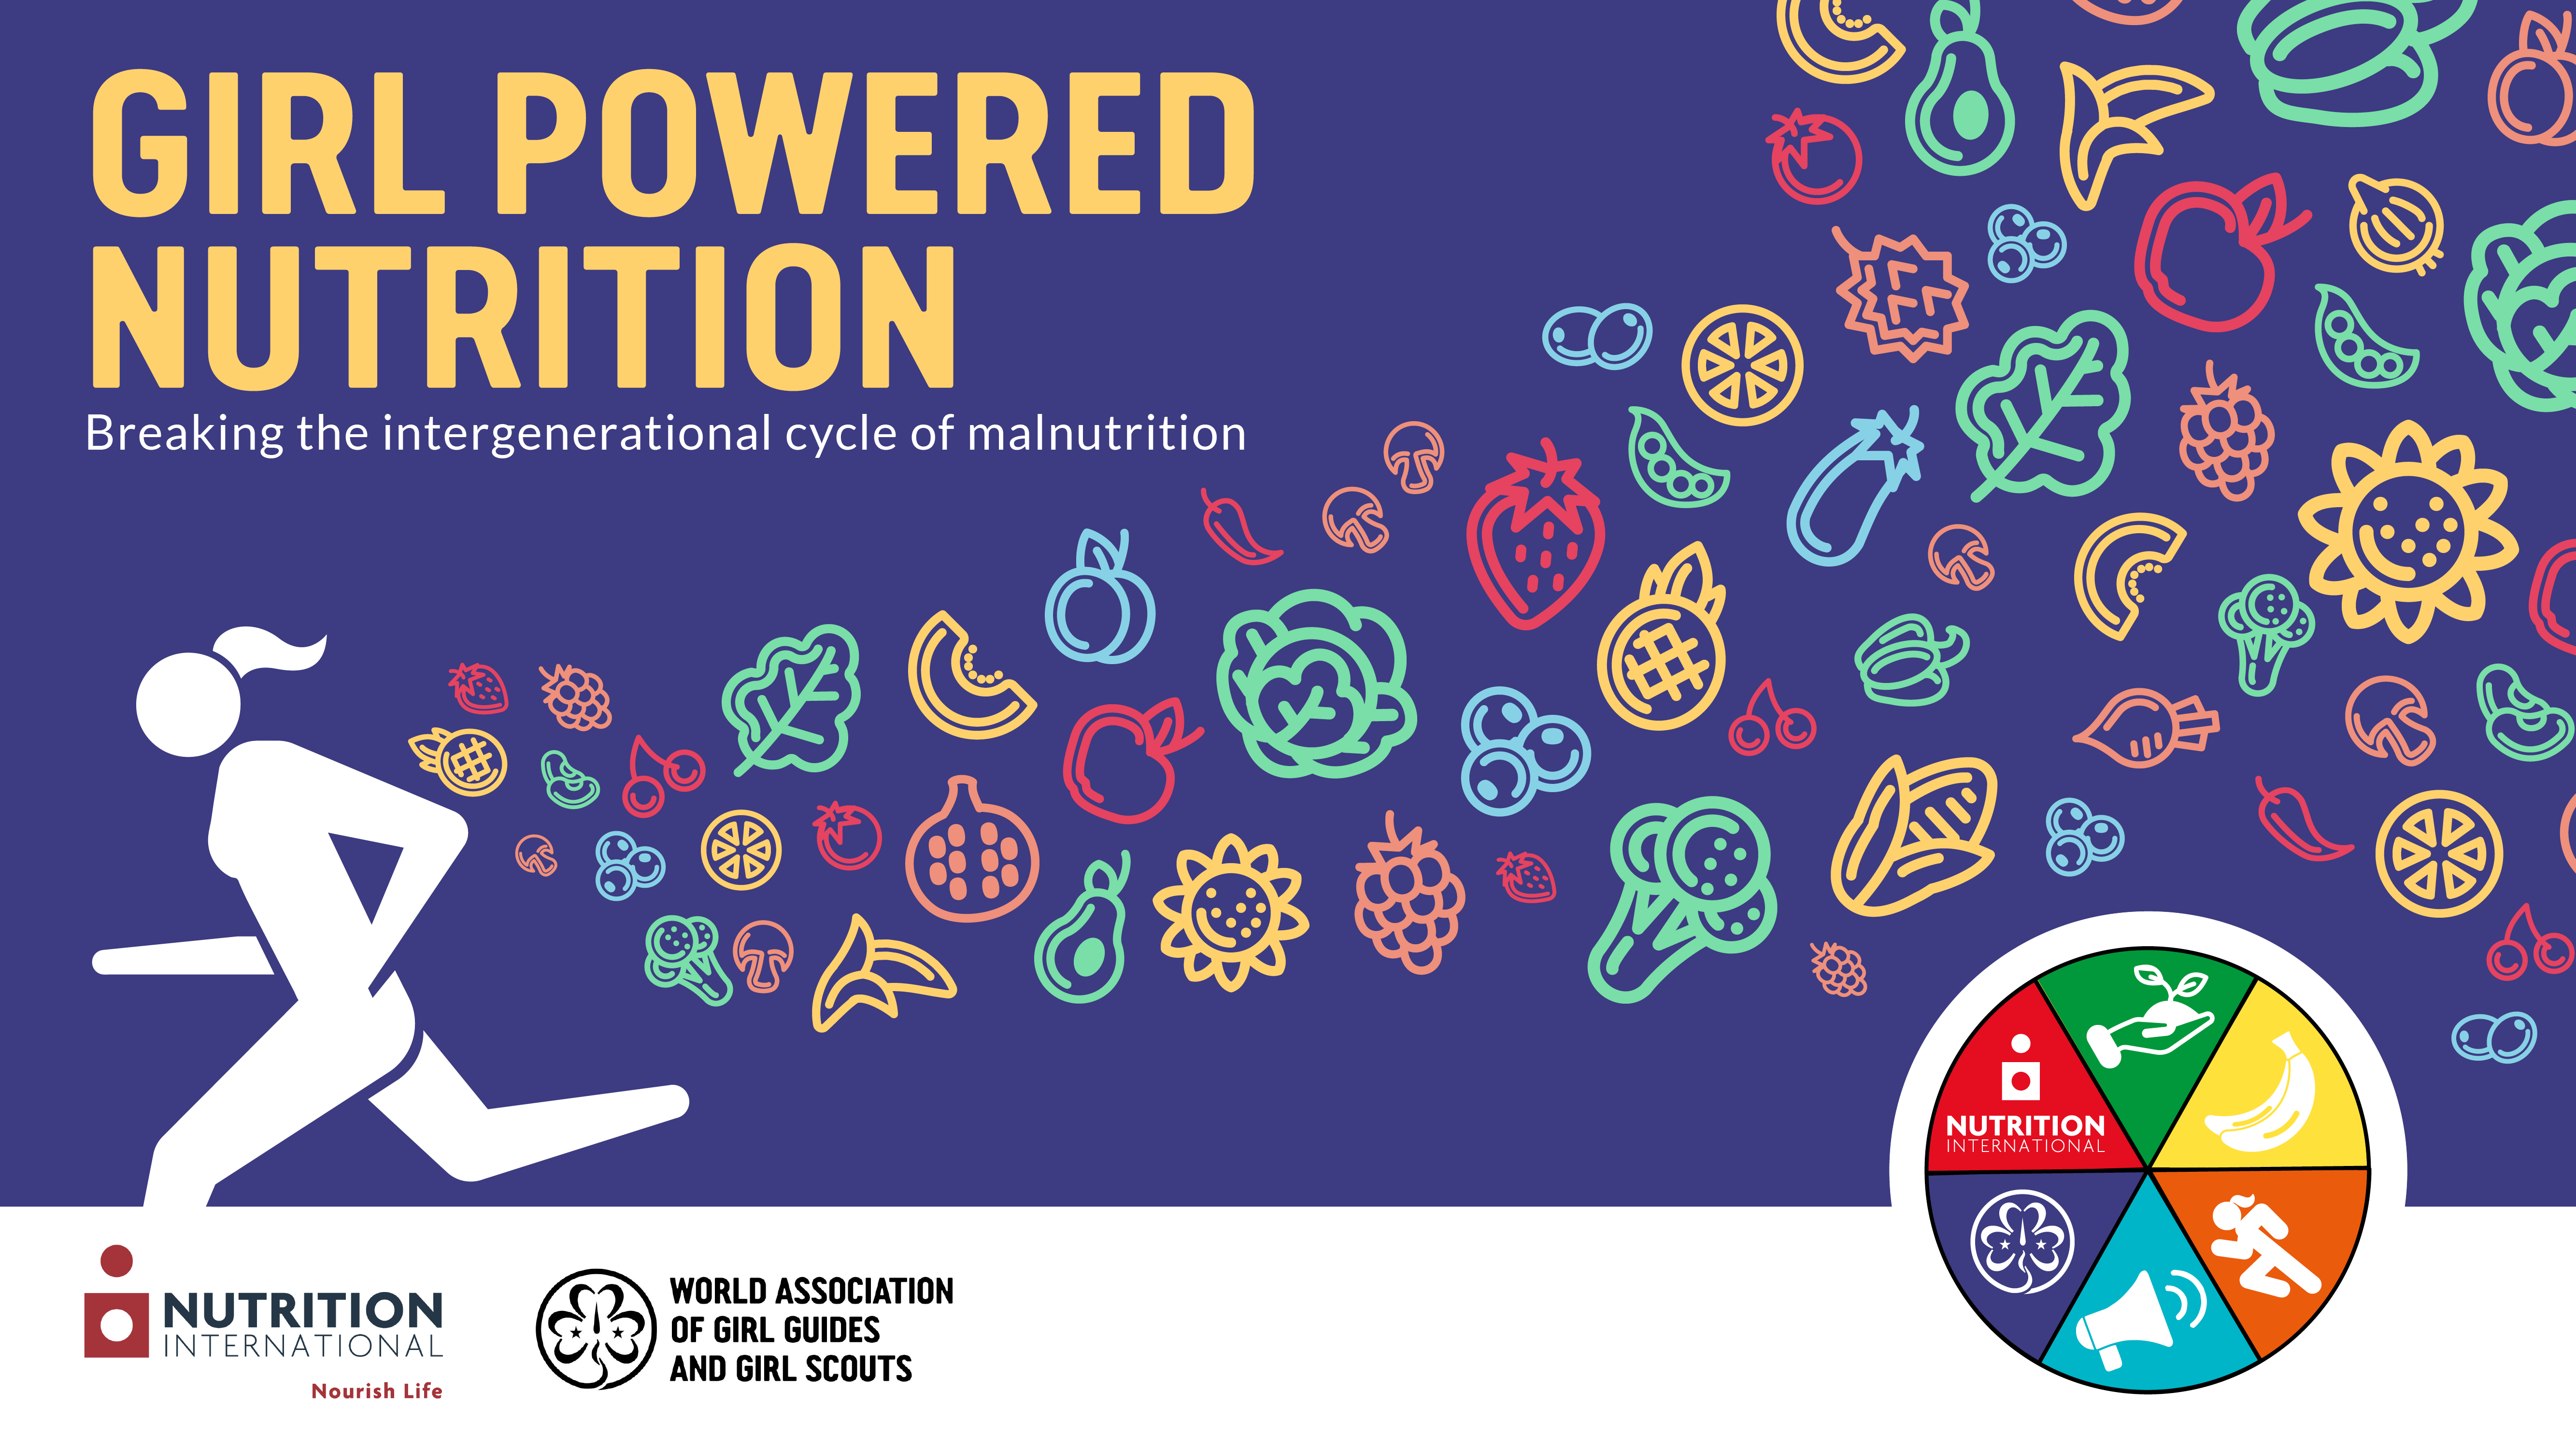 GIRL POWERED
NUTRITION
Breaking the intergenerational cycle of malnutrition
NUTRITION
INTERNATIONAL
NUTRITION
INTERNATIONAL
Nourish Life
WORLD ASSOCIATION
OF GIRL GUIDES
AND GIRL SCOUTS